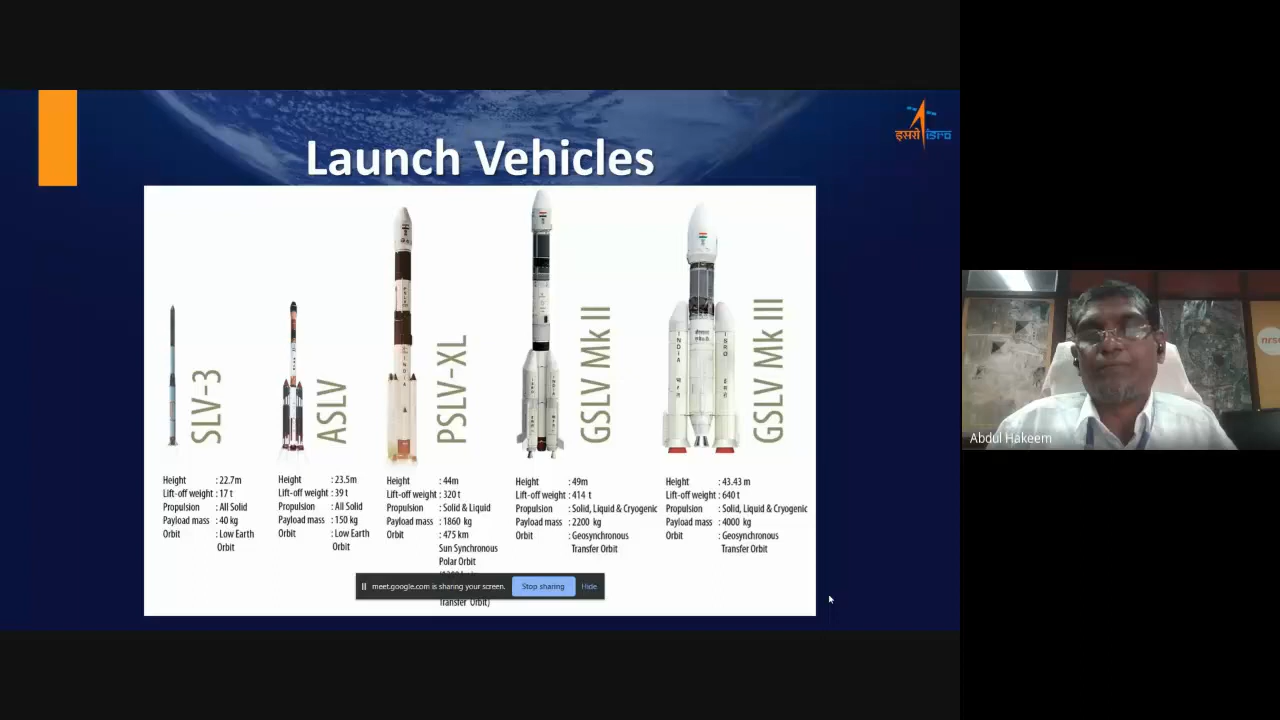 इसरो isro
Launch Vehicles
SLV-3
ASLV
PSLV-XL
GSLV Mk II
GSLV Mk III
INDIA
INDIA
ISRO
Height : 22.7m
Lift-off weight : 17 t
Propulsion : All Solid
Payload mass : 40 kg
Orbit : Low Earth
Orbit
Height : 23.5m
Lift-off weight : 39 t
Propulsion : All Solid
Payload mass : 150 kg
Orbit : Low Earth
Orbit
Height : 44m
Lift-off weight : 320 t
Propulsion : Solid & Liquid
Payload mass : 1860 kg
Orbit : 475 km
Sun Synchronous
Polar Orbit
Transfer Orbit)
Height : 49m
Lift-off weight : 414 t
Propulsion : Solid, Liquid & Cryogenic
Payload mass : 2200 kg
Orbit : Geosynchronous
Transfer Orbit
Height : 43.43 m
Lift-off weight : 640 t
Propulsion : Solid, Liquid & Cryogenic
Payload mass : 4000 kg
Orbit : Geosynchronous
Transfer Orbit
meet.google.com is sharing your screen. Stop sharing Hide
nrsc
Abdul Hakeem